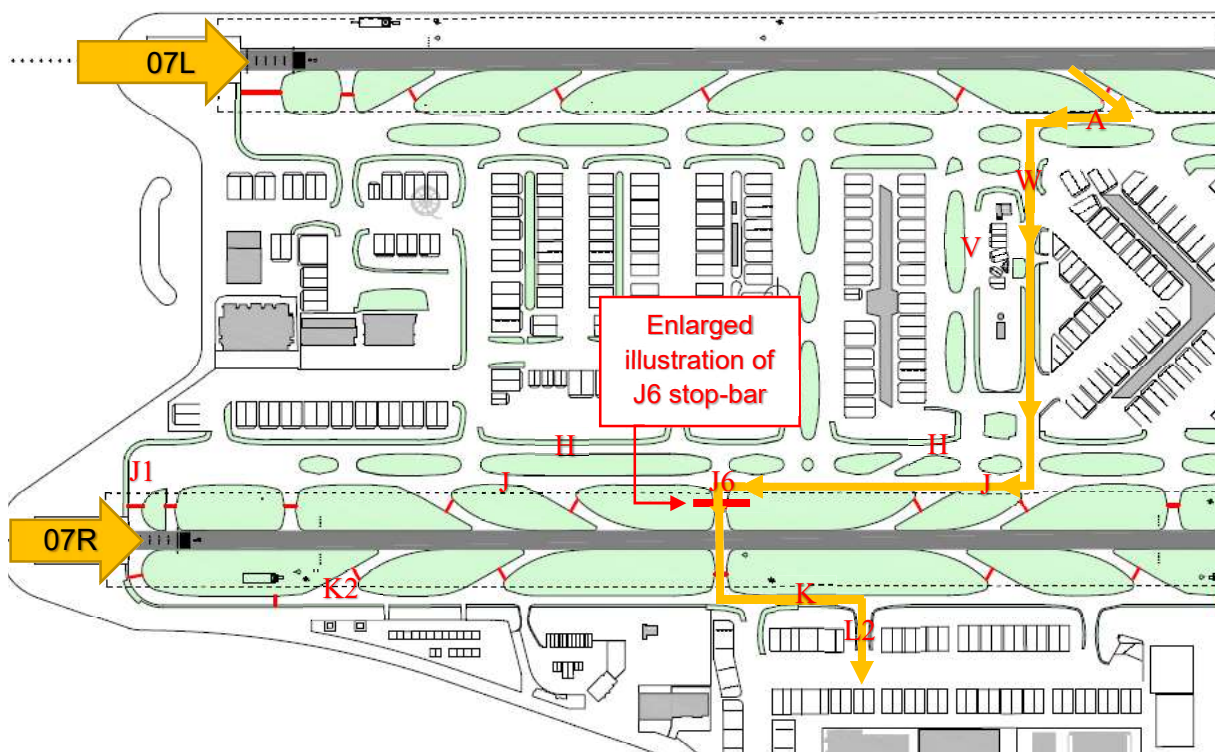 07L
A
W
V
Enlarged
illustration of
J6 stop-bar
H
H
J1
J
J6
J
07R
K2
K
L2